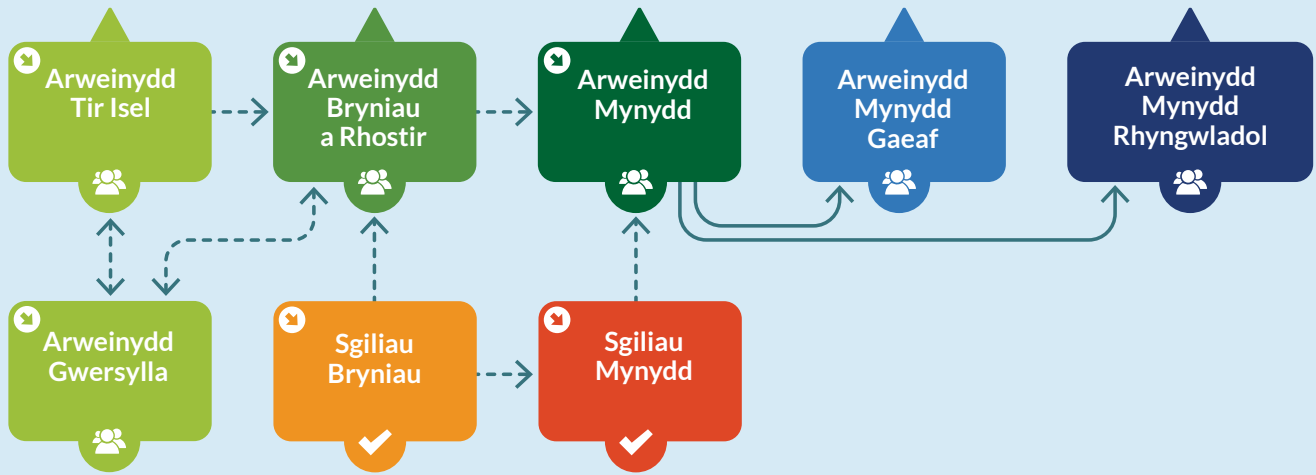 Arweinydd
Tir Isel
Arweinydd
Bryniau
a Rhostir
Arweinydd
Mynydd
Arweinydd
Mynydd
Gaeaf
Arweinydd
Mynydd
Rhyngwladol
Arweinydd
Gwersylla
Sgiliau
Bryniau
Sgiliau
Mynydd